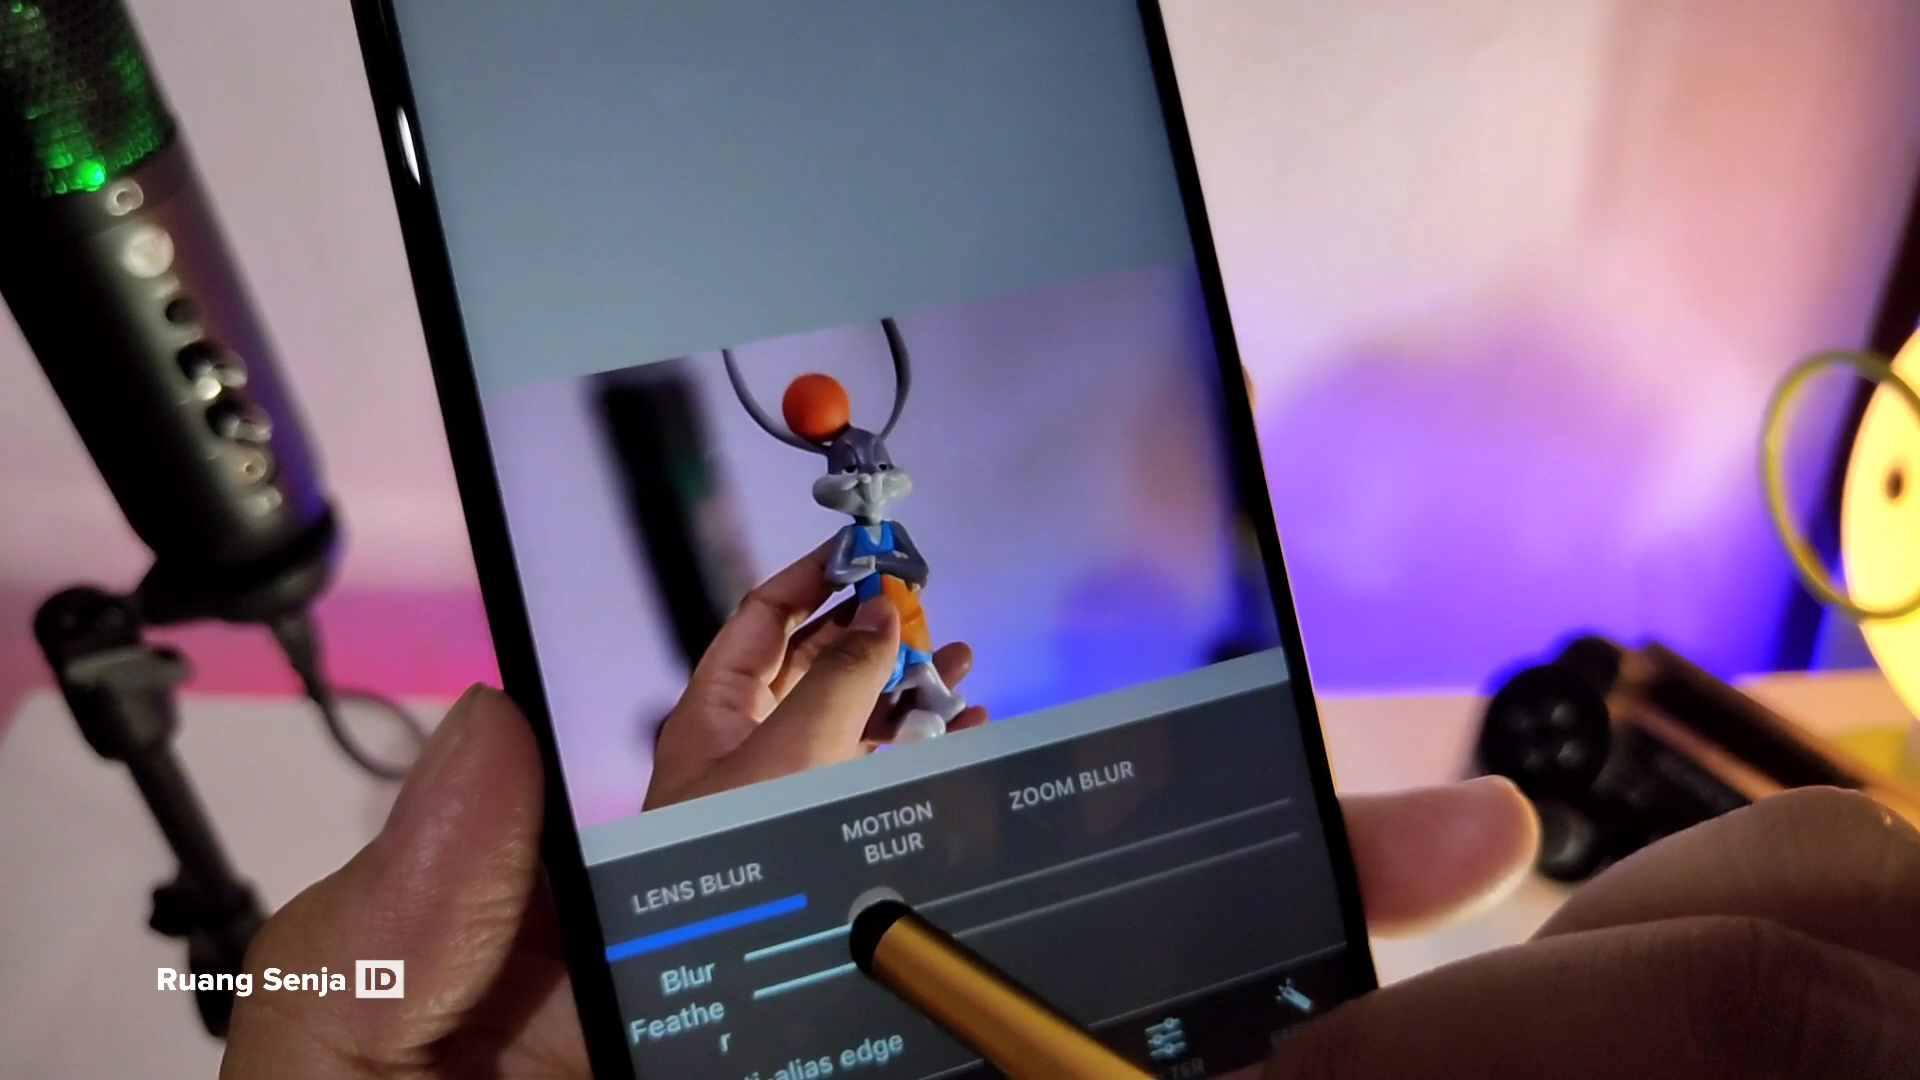 ZOOM BLUR
MOTION
BLUR
LENS BLUR
Blur
Feathe
r
alias edge
Ruang Senja ID